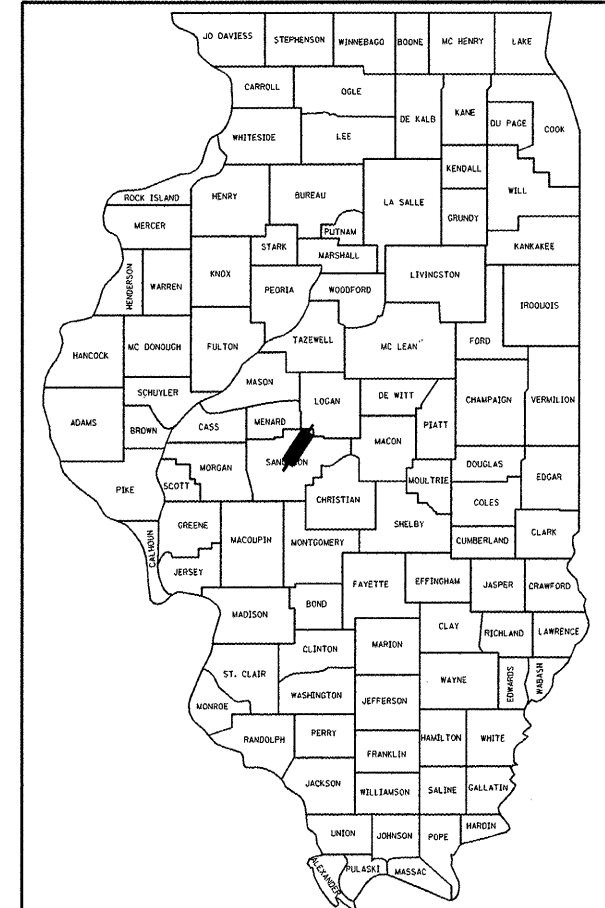 JO DAVIESS
STEPHENSON
WINNEBAGO
BOONE
MC HENRY
LAKE
CARROLL
OGLE
DE KALB
KANE
DU PAGE
COOK
WHITESIDE
LEE
KENDALL
WILL
ROCK ISLAND
HENRY
BUREAU
LA SALLE
GRUNDY
MERCER
PUTNAM
STARK
MARSHALL
KANKAKEE
HENDERSON
WARREN
KNOX
PEORIA
WOODFORD
LIVINGSTON
IROQUOIS
HANCOCK
MC DONOUGH
FULTON
TAZEWELL
MC LEAN
FORD
MASON
SCHUYLER
LOGAN
DE WITT
CHAMPAIGN
VERMILION
ADAMS
BROWN
CASS
MENARD
MACON
PIATT
MORGAN
DOUGLAS
EDGAR
PIKE
SCOTT
CHRISTIAN
MOULTRIE
COLES
GREENE
MACOUPIN
MONTGOMERY
SHELBY
CUMBERLAND
CLARK
CALHOUN
JERSEY
FAYETTE
EFFINGHAM
JASPER
CRAWFORD
MADISON
BOND
CLAY
RICHLAND
LAWRENCE
CLINTON
MARION
ST. CLAIR
WAYNE
EDWARDS
WABASH
WASHINGTON
JEFFERSON
MONROE
RANDOLPH
PERRY
HAMILTON
WHITE
FRANKLIN
JACKSON
WILLIAMSON
SALINE
GALLATIN
UNION
JOHNSON
POPE
HARDIN
ALEXANDER
PULASKI
MASSAC